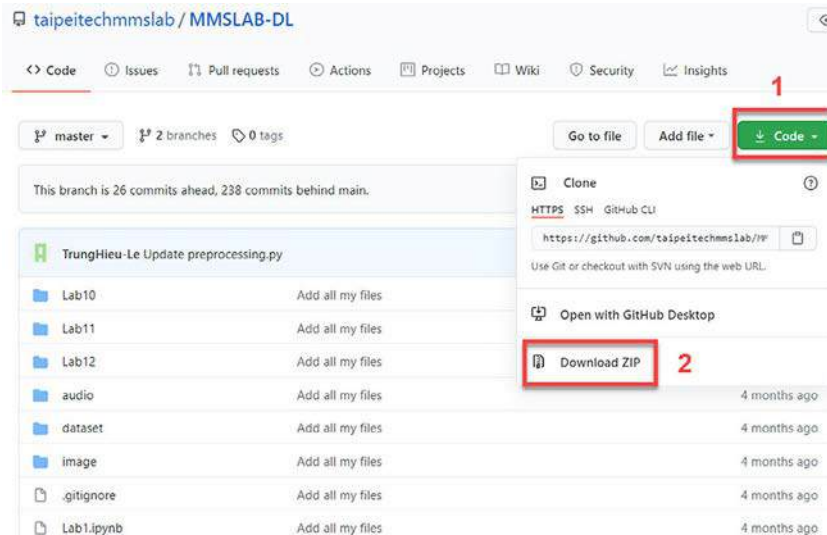 taipeitechmmslab / MMSLAB-DL
<> Code Issues Pull requests Actions Projects Wiki Security Insights
1
master 2 branches 0 tags Go to file Add file Code
This branch is 26 commits ahead, 238 commits behind main.
Clone
HTTPS SSH GitHub CLI
https://github.com/taipeitechmmslab/
Use Git or checkout with SVN using the web URL.
Open with GitHub Desktop
Download ZIP 2
TrungHieu-Le Update preprocessing.py
Lab10 Add all my files
Lab11 Add all my files
Lab12 Add all my files
audio Add all my files 4 months ago
dataset Add all my files 4 months ago
image Add all my files 4 months ago
.gitignore Add all my files 4 months ago
Lab1.ipynb Add all my files 4 months ago